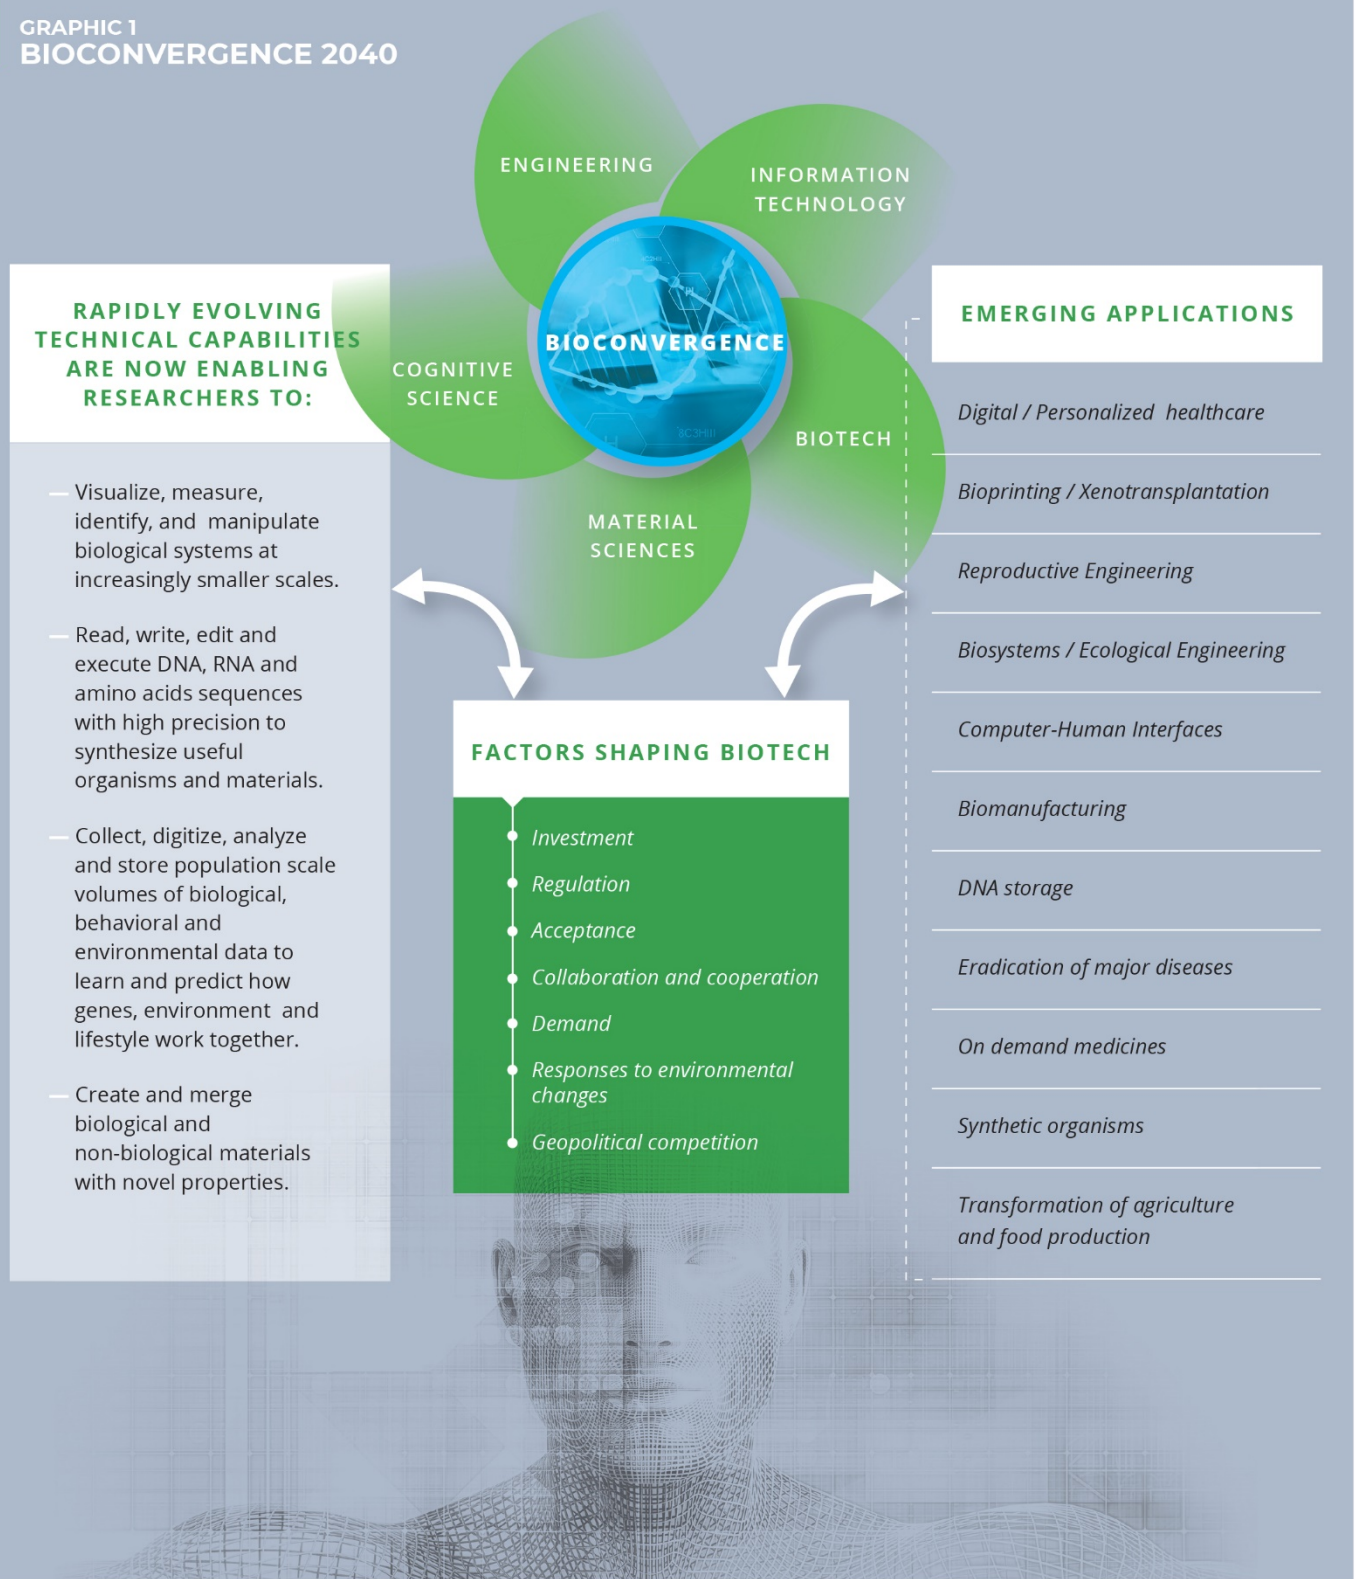 GRAPHIC 1
BIOCONVERGENCE 2040
ENGINEERING
INFORMATION
TECHNOLOGY
COGNITIVE
SCIENCE
BIOCONVERGENCE
BIOTECH
MATERIAL
SCIENCES
8C3HI
RAPIDLY EVOLVING
TECHNICAL CAPABILITIES
ARE NOW ENABLING
RESEARCHERS TO:
Visualize, measure,
identify, and manipulate
biological systems at
increasingly smaller scales.
Read, write, edit and
execute DNA, RNA and
amino acids sequences
with high precision to
synthesize useful
organisms and materials.
Collect, digitize, analyze
and store population scale
volumes of biological,
behavioral and
environmental data to
learn and predict how
genes, environment and
lifestyle work together.
Create and merge
biological and
non-biological materials
with novel properties.
FACTORS SHAPING BIOTECH
Investment
Regulation
Acceptance
Collaboration and cooperation
Demand
Responses to environmental
changes
Geopolitical competition
EMERGING APPLICATIONS
Digital / Personalized healthcare
Bioprinting / Xenotransplantation
Reproductive Engineering
Biosystems / Ecological Engineering
Computer-Human Interfaces
Biomanufacturing
DNA storage
Eradication of major diseases
On demand medicines
Synthetic organisms
Transformation of agriculture
and food production